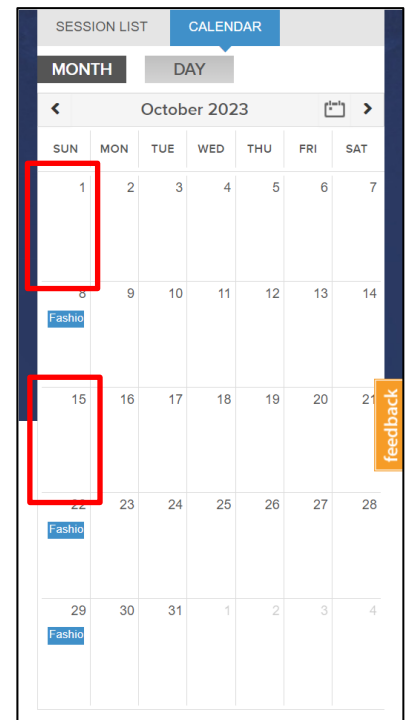 SESSION LIST CALENDAR
MONTH DAY
October 2023
SUN MON TUE WED THU FRI SAT
1 2 3 4 5 6 7
8 9 10 11 12 13 14
Fashio
15 16 17 18 19 20 21
feedback
22 23 24 25 26 27 28
Fashio
29 30 31 1 2 3 4
Fashio